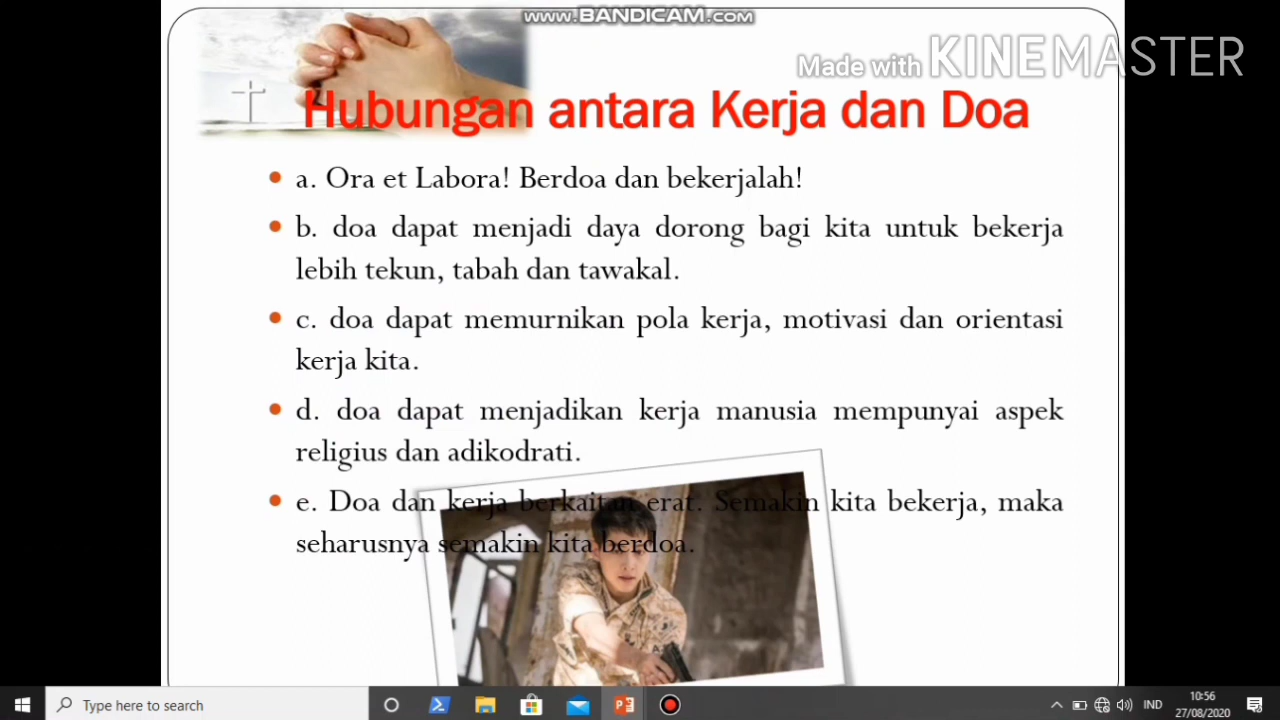 www.BANDICAM.com
Made with KINEMASTER
Hubungan antara Kerja dan Doa
a. Ora et Labora! Berdoa dan bekerjalah!
b. doa dapat menjadi daya dorong bagi kita untuk bekerja
lebih tekun, tabah dan tawakal.
c. doa dapat memurnikan pola kerja, motivasi dan orientasi
kerja kita.
d. doa dapat menjadikan kerja manusia mempunyai aspek
religius dan adikodrati.
e. Doa dan kerja berkaitan erat. Semakin kita bekerja, maka
seharusnya semakin kita berdoa.
Type here to search
IND
10:56
27/08/2020